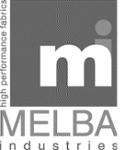 high performance fabrics
mi
MELBA
industries